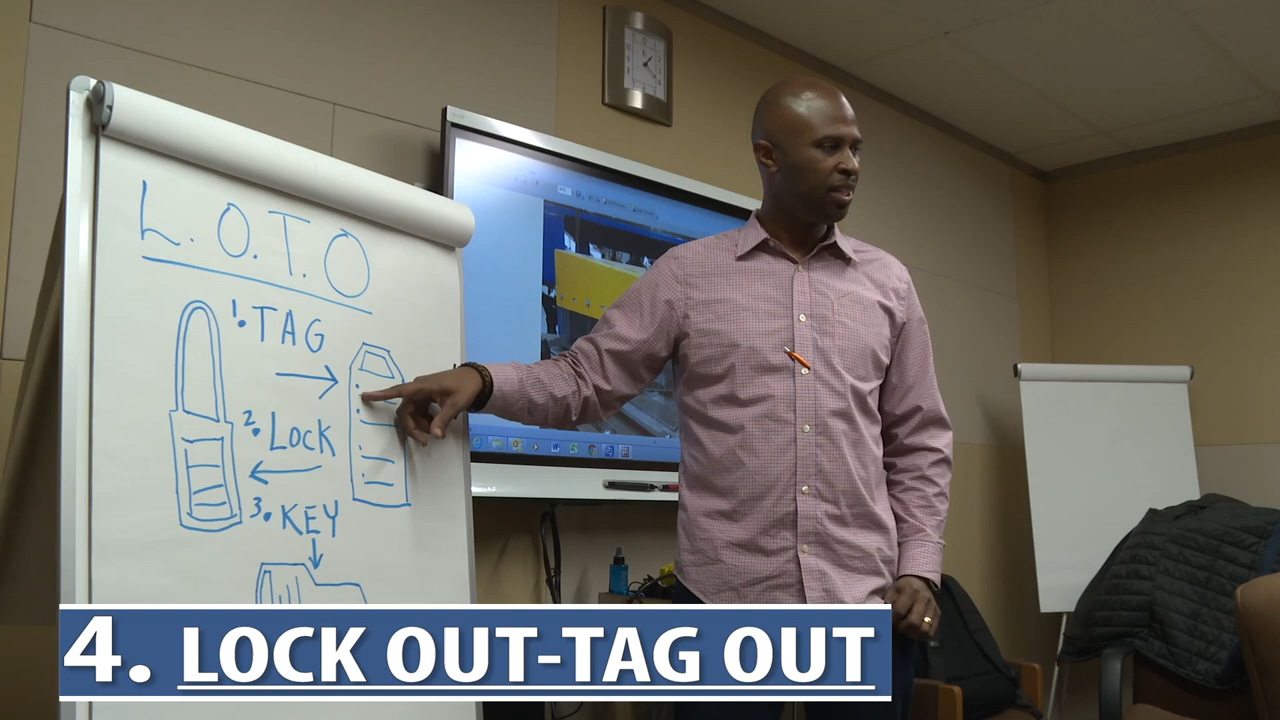 L.O.T.O
1. TAG
2. LOCK
3. KEY
4. LOCK OUT-TAG OUT